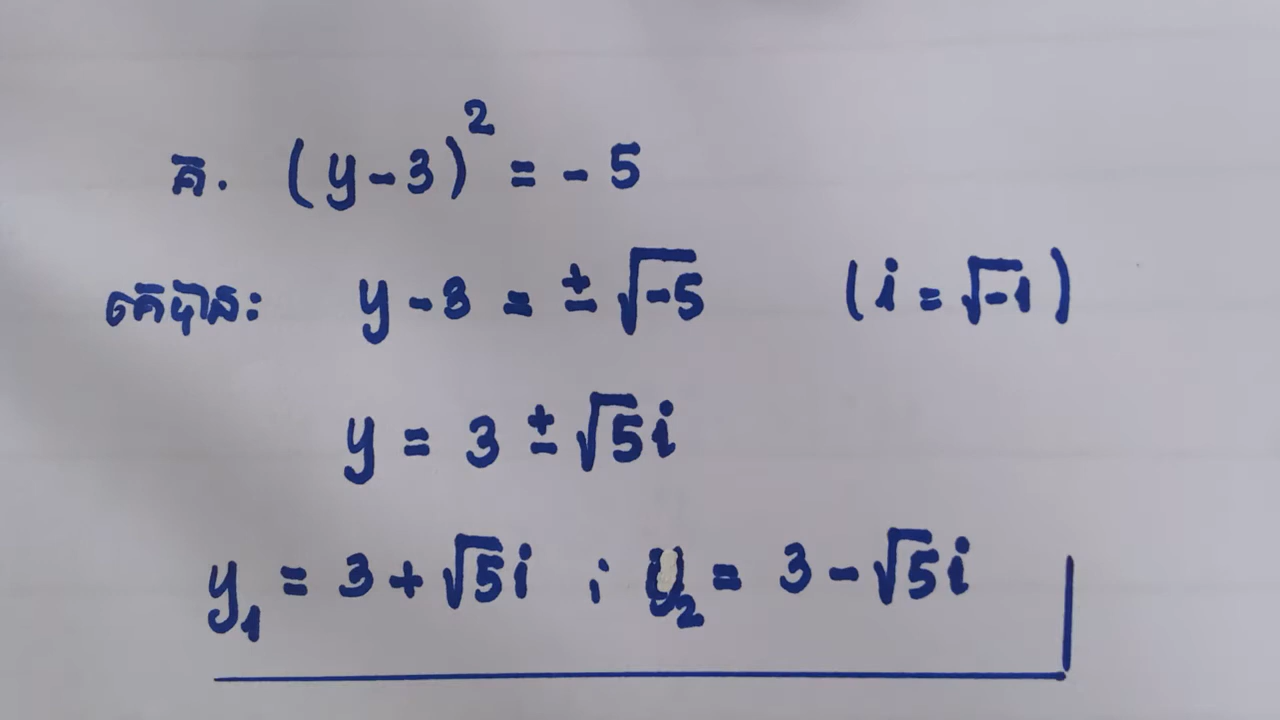 គ. (y-3)² = -5
គេបាន: y-3 = ±√-5 (i = √-1)
y = 3 ± √5i
y₁ = 3 + √5i ; y₂ = 3 - √5i